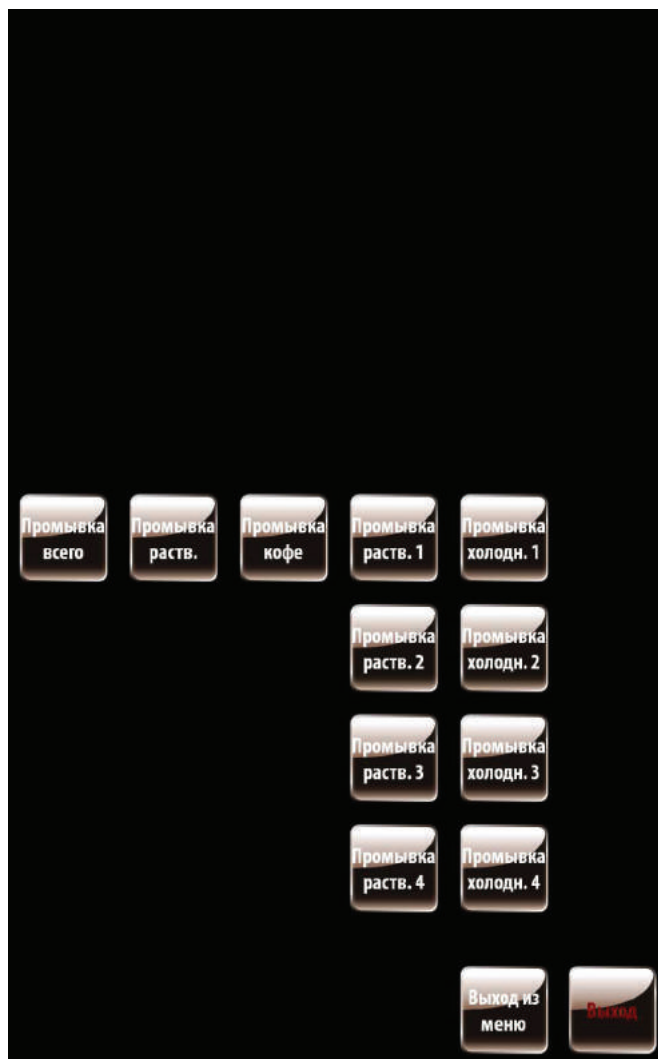 Промывка
всего
Промывка
раств.
Промывка
кофе
Промывка
раств. 1
Промывка
холодн. 1
Промывка
раств. 2
Промывка
холодн. 2
Промывка
раств. 3
Промывка
холодн. 3
Промывка
раств. 4
Промывка
холодн. 4
Выход из
меню
Выход